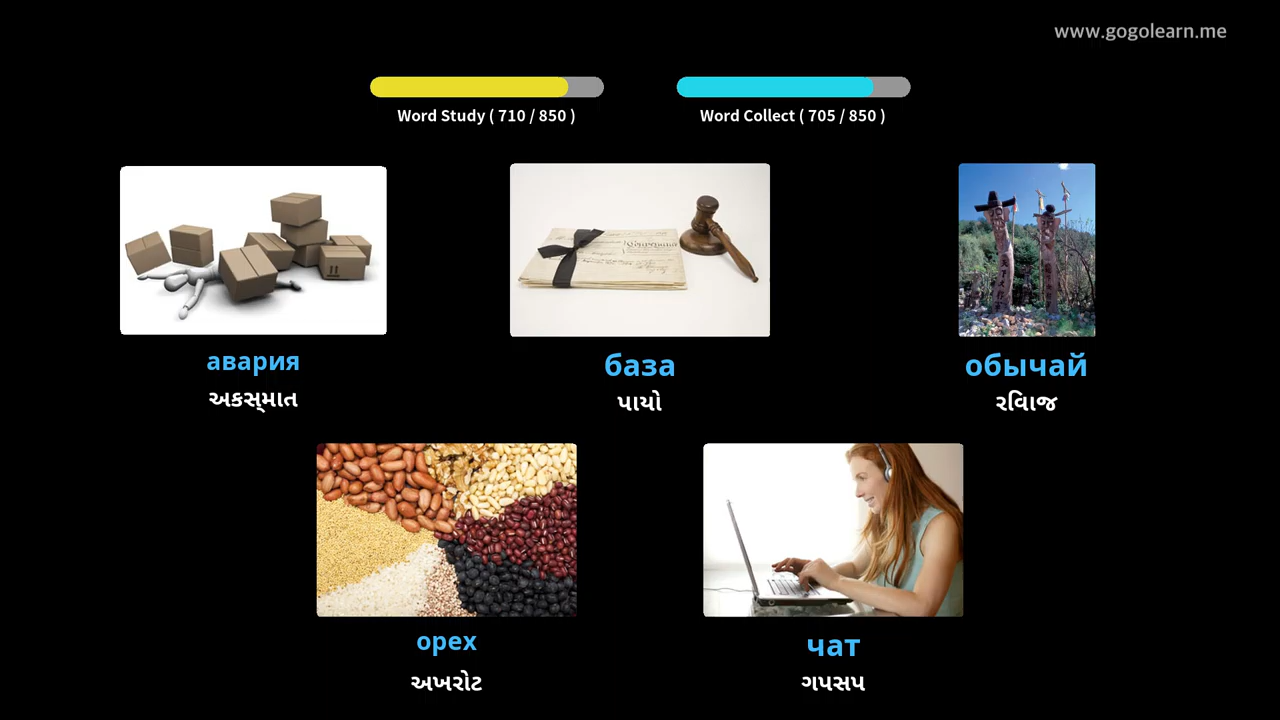 www.gogolearn.me
Word Study ( 710 / 850 )
Word Collect ( 705 / 850 )
авария
અકસ્માત
база
પાયો
обычай
રિવાજ
орех
અખરોટ
чат
ગપસપ